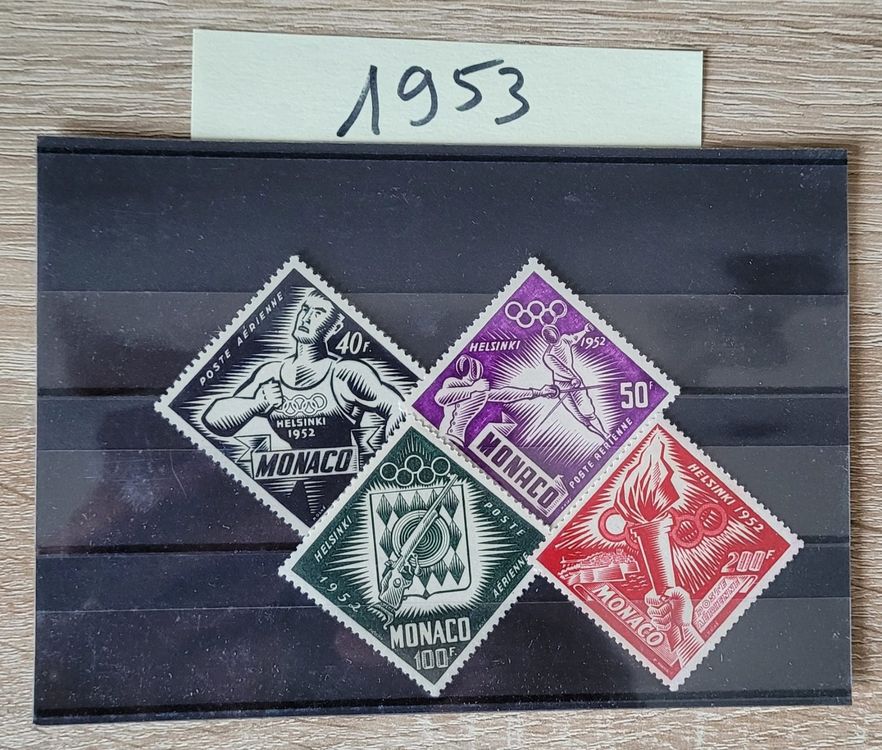 1953
POSTE AÉRIENNE
40F
HELSINKI
1952
MONACO
HELSINKI
1952
50F
MONACO
POSTE AÉRIENNE
HELSINKI
1952
POSTE
AÉRIENNE
MONACO
100F.
HELSINKI 1952
200F.
MONACO
POSTE
AÉRIENNE